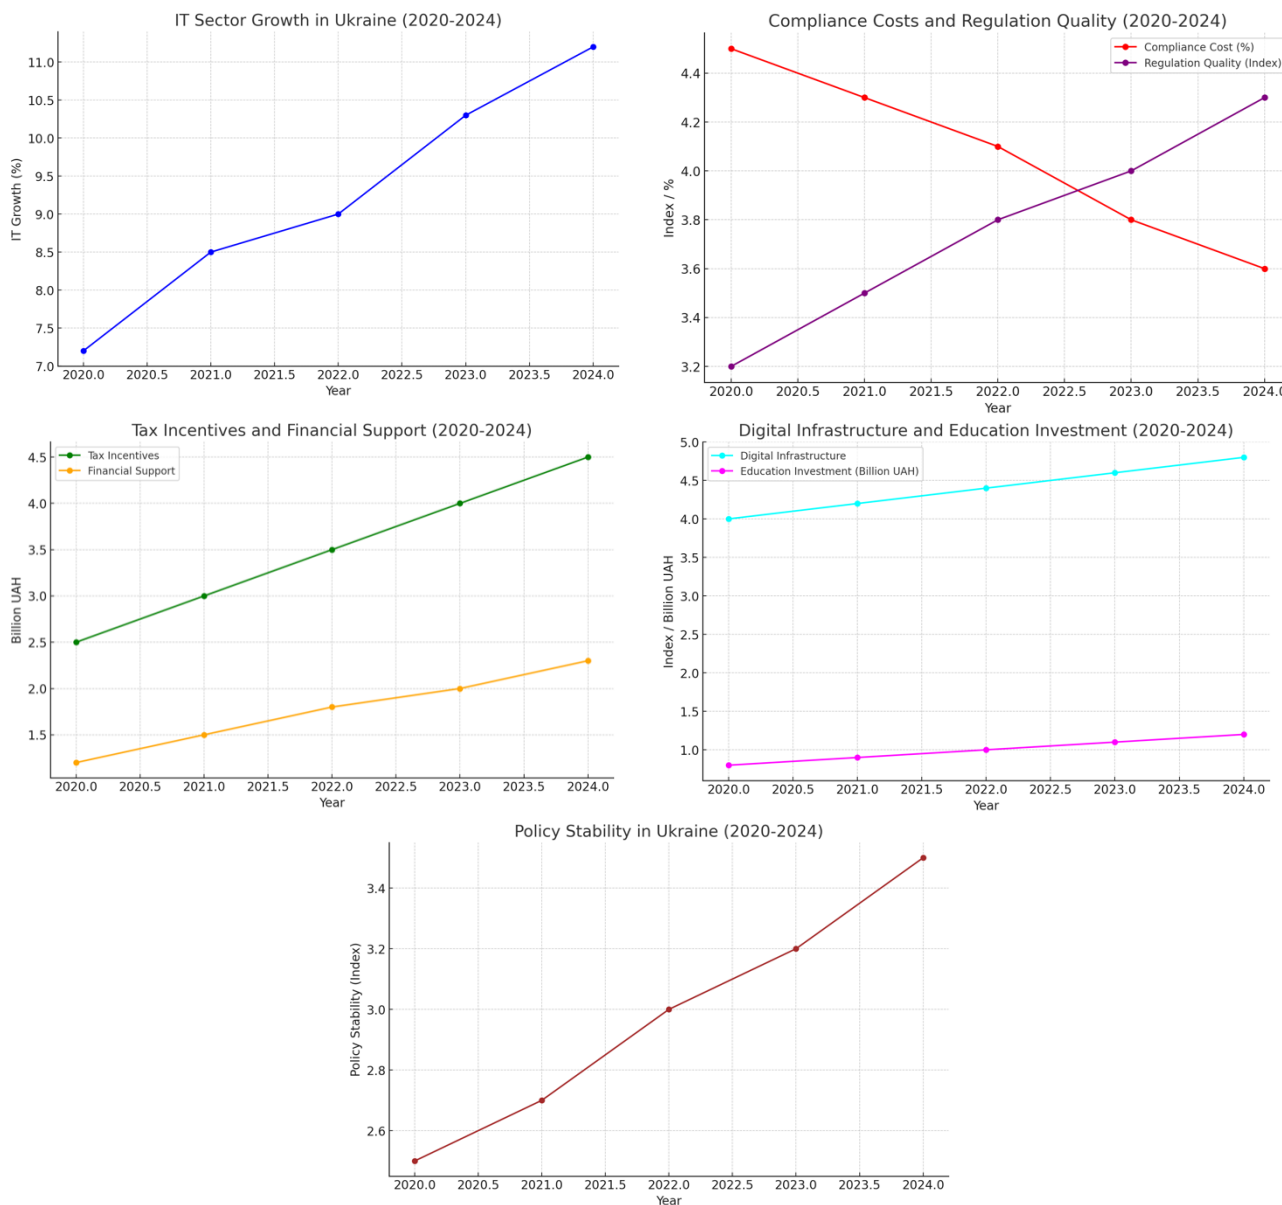 IT Sector Growth in Ukraine (2020-2024)
11.0
10.5
10.0
9.5
9.0
8.5
8.0
7.5
7.0
IT Growth (%)
2020.0 2020.5 2021.0 2021.5 2022.0 2022.5 2023.0 2023.5 2024.0
Year
Compliance Costs and Regulation Quality (2020-2024)
Compliance Cost (%)
Regulation Quality (Index)
4.4
4.2
4.0
3.8
3.6
3.4
3.2
Index / %
2020.0 2020.5 2021.0 2021.5 2022.0 2022.5 2023.0 2023.5 2024.0
Year
Tax Incentives and Financial Support (2020-2024)
Tax Incentives
Financial Support
4.5
4.0
3.5
3.0
2.5
2.0
1.5
Billion UAH
2020.0 2020.5 2021.0 2021.5 2022.0 2022.5 2023.0 2023.5 2024.0
Year
Digital Infrastructure and Education Investment (2020-2024)
Digital Infrastructure
Education Investment (Billion UAH)
5.0
4.5
4.0
3.5
3.0
2.5
2.0
1.5
1.0
Index / Billion UAH
2020.0 2020.5 2021.0 2021.5 2022.0 2022.5 2023.0 2023.5 2024.0
Year
Policy Stability in Ukraine (2020-2024)
3.4
3.2
3.0
2.8
2.6
Policy Stability (Index)
2020.0 2020.5 2021.0 2021.5 2022.0 2022.5 2023.0 2023.5 2024.0
Year